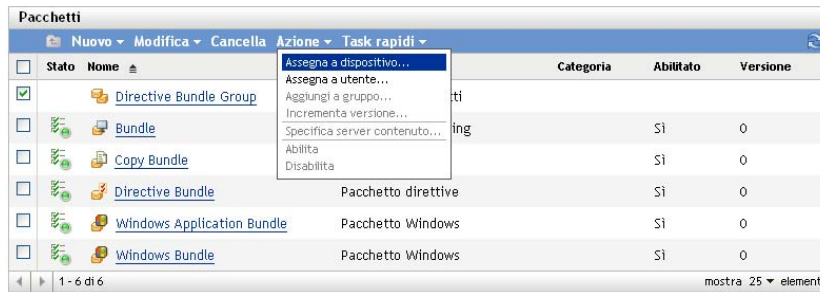 Pacchetti
Nuovo Modifica Cancella Azione Task rapidi
Stato Nome Categoria Abilitato Versione
Assegna a dispositivo...
Assegna a utente...
Aggiungi a gruppo...
Incrementa versione...
Specifica server contenuto...
Abilita
Disabilita
Directive Bundle Group tti
Bundle ing Sì 0
Copy Bundle Sì 0
Directive Bundle Pacchetto direttive Sì 0
Windows Application Bundle Pacchetto Windows Sì 0
Windows Bundle Pacchetto Windows Sì 0
1 - 6 di 6 mostra 25 element